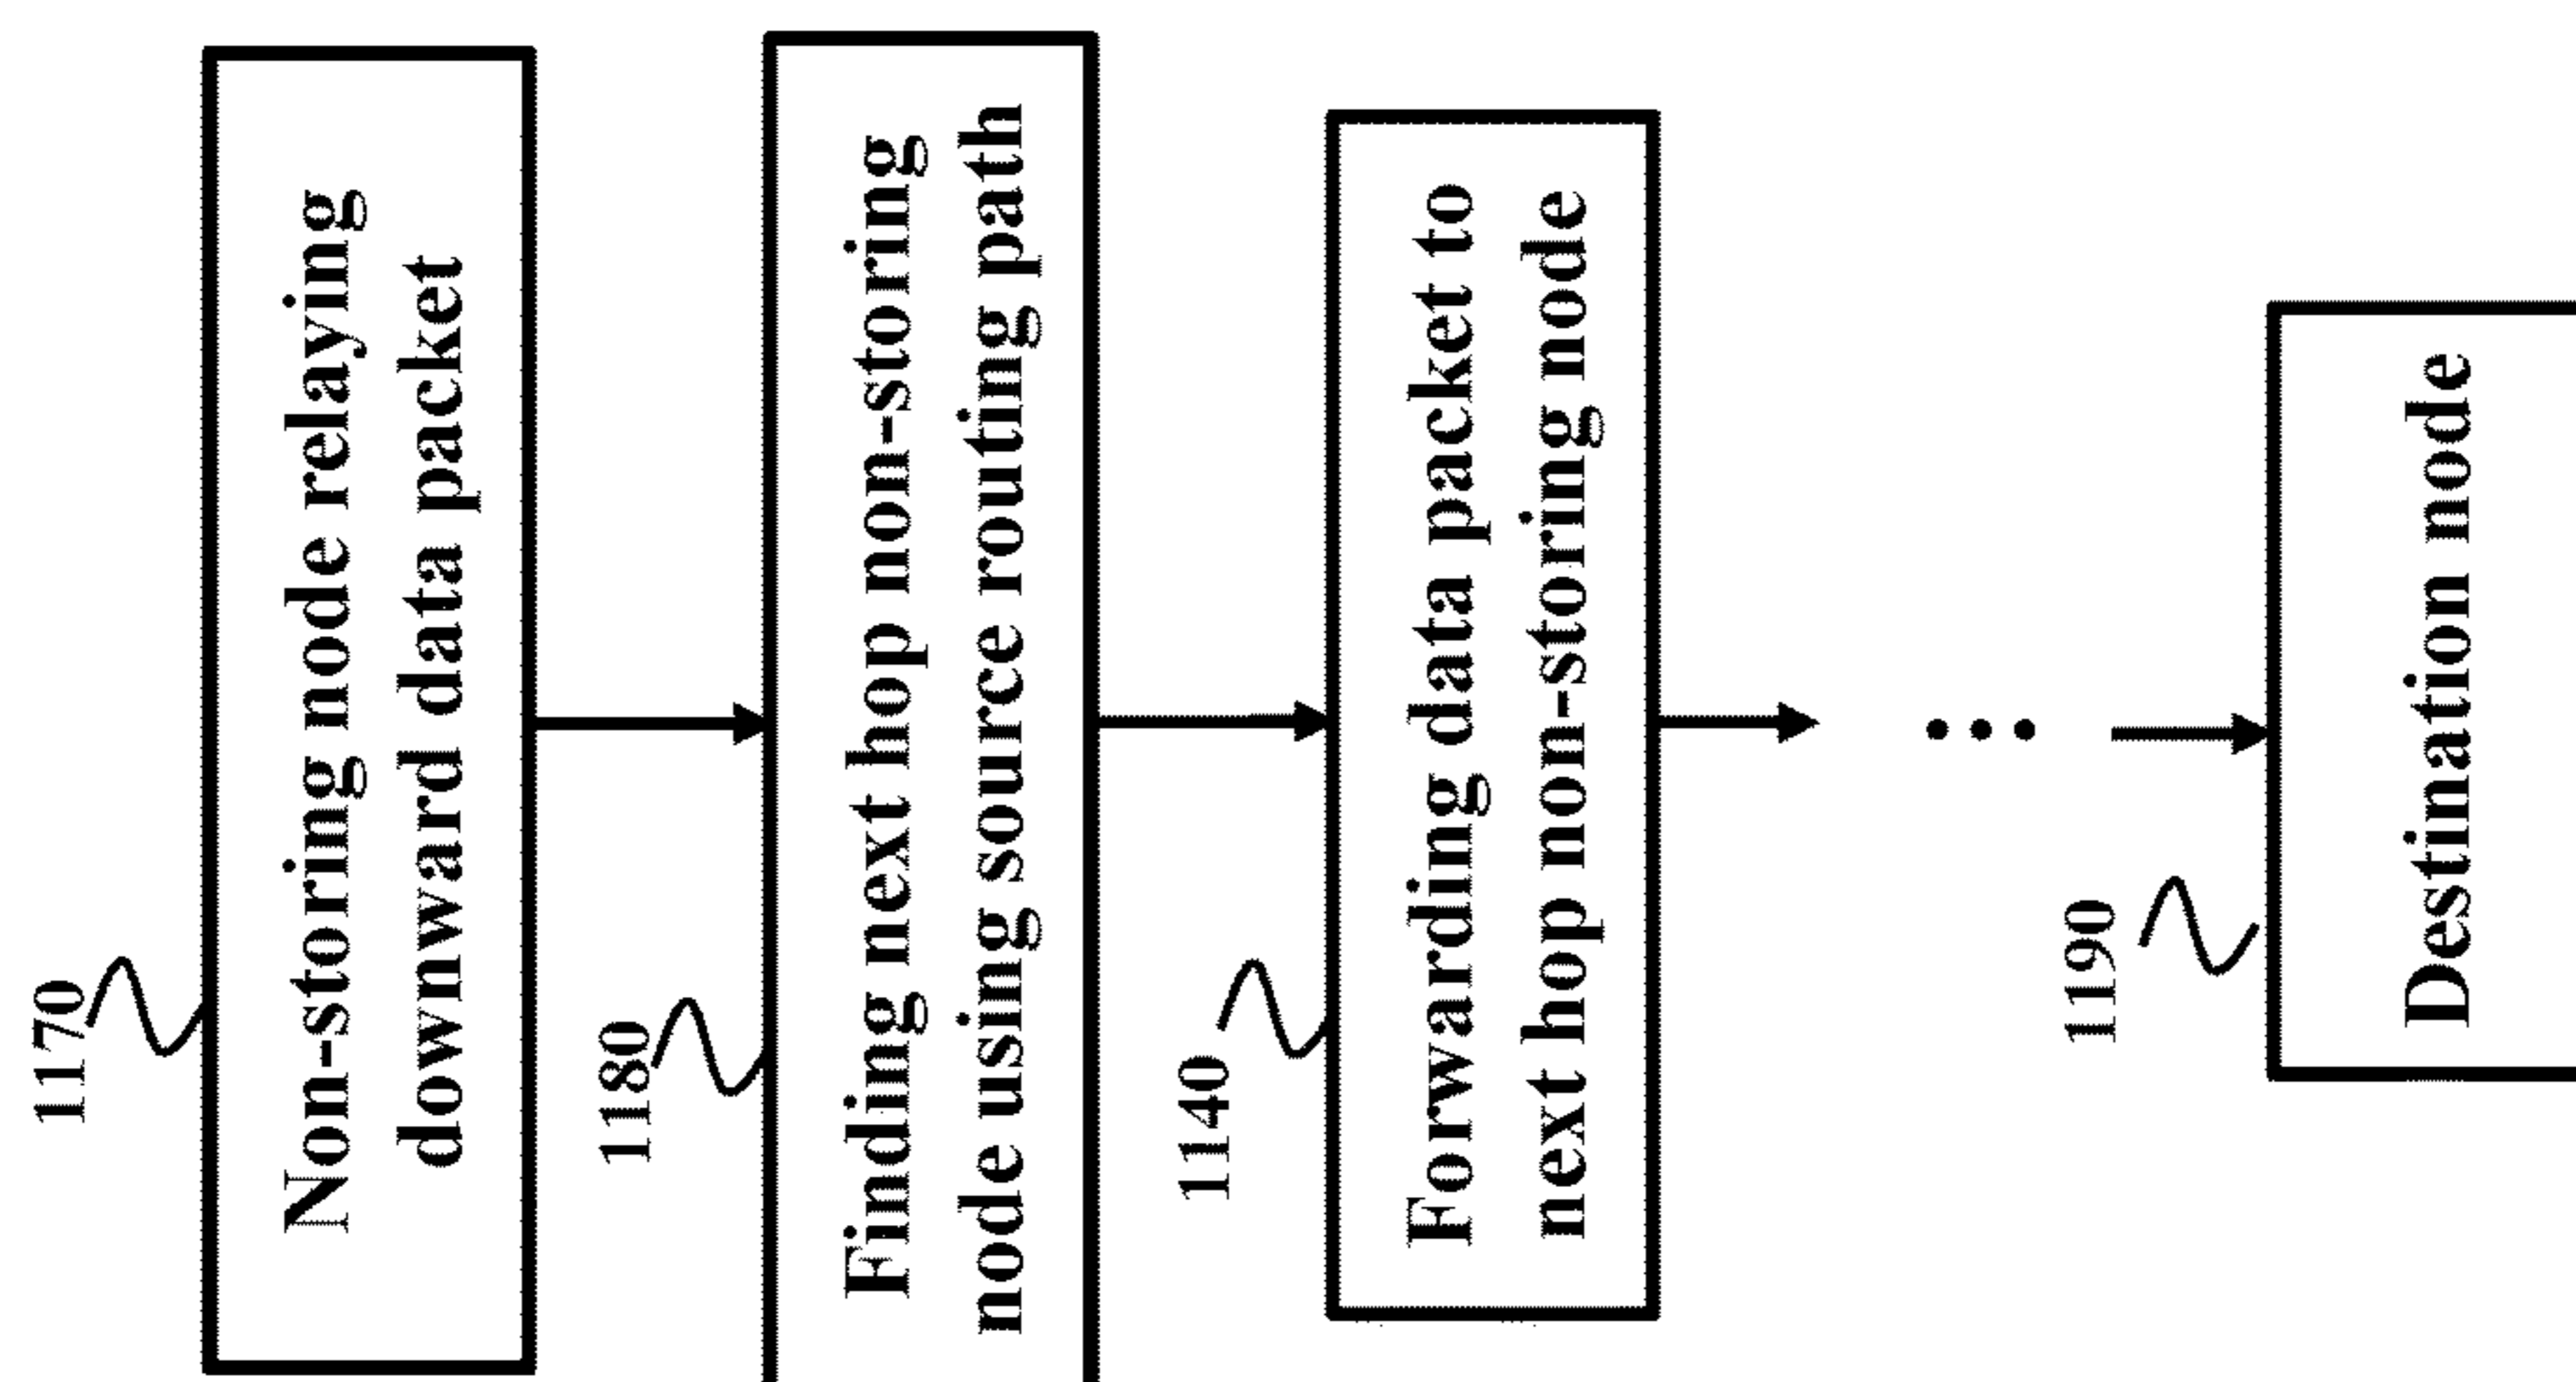 1170
Non-storing node relaying
downward data packet
1180
Finding next hop non-storing
node using source routing path
1140
Forwarding data packet to
next hop non-storing node
1190
Destination node